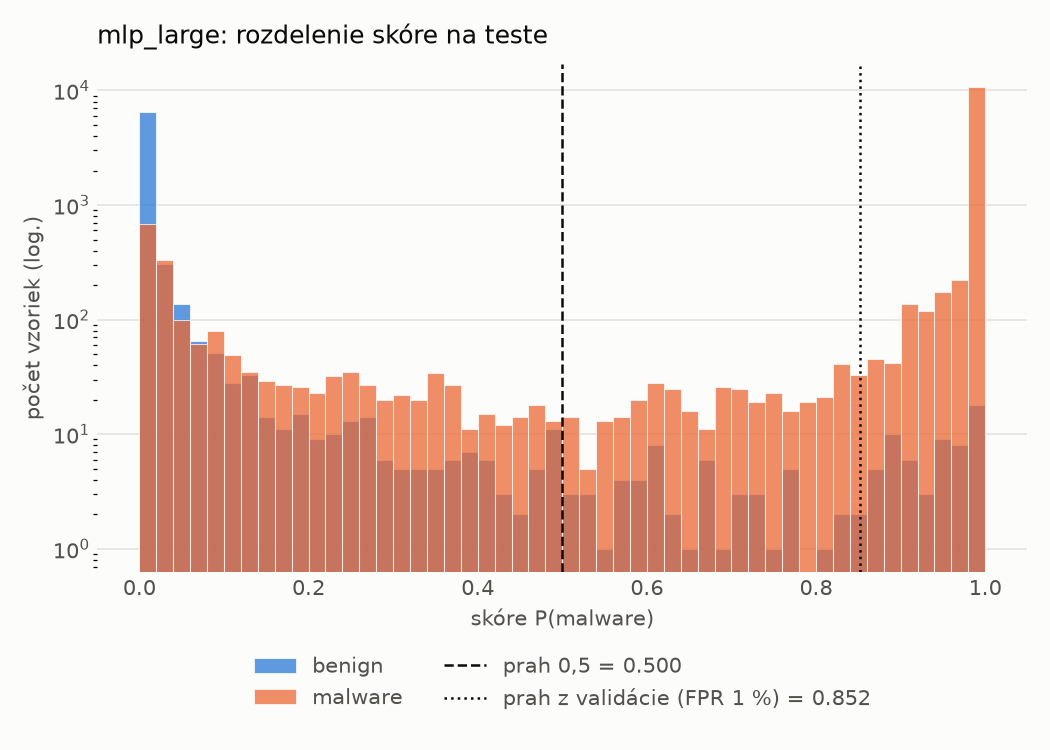 mlp_large: rozdelenie skóre na teste
počet vzoriek (log.)
10⁴
10³
10²
10¹
10⁰
0.0 0.2 0.4 0.6 0.8 1.0
skóre P(malware)
benign
malware
prah 0,5 = 0.500
prah z validácie (FPR 1 %) = 0.852